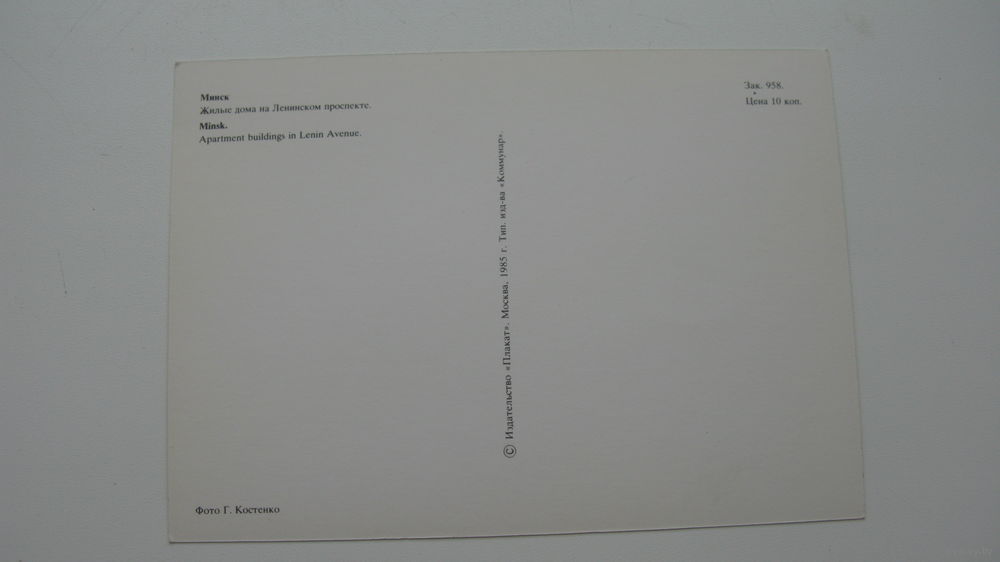 Минск
Жилые дома на Ленинском проспекте.
Minsk.
Apartment buildings in Lenin Avenue.
Зак. 958.
Цена 10 коп.
© Издательство «Плакат». Москва. 1985 г. Тип. изд-ва «Коммунар».
Фото Г. Костенко